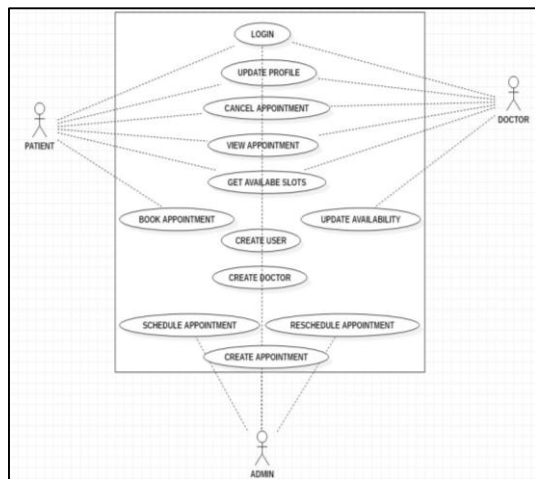 LOGIN
UPDATE PROFILE
CANCEL APPOINTMENT
PATIENT
DOCTOR
VIEW APPOINTMENT
GET AVAILABE SLOTS
BOOK APPOINTMENT
UPDATE AVAILABILITY
CREATE USER
CREATE DOCTOR
SCHEDULE APPOINTMENT
RESCHEDULE APPOINTMENT
CREATE APPOINTMENT
ADMIN